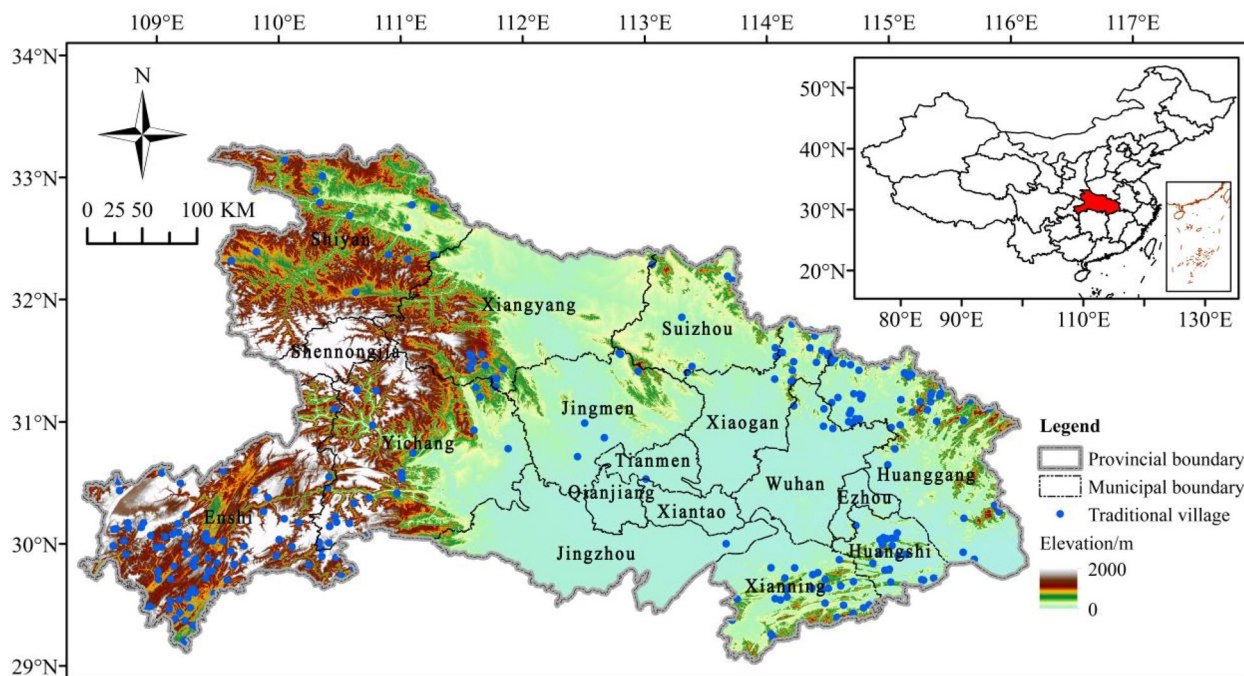 109°E 110°E 111°E 112°E 113°E 114°E 115°E 116°E 117°E
34°N
33°N
32°N
31°N
30°N
29°N
N
0 25 50 100 KM
50°N
40°N
30°N
20°N
80°E 90°E 110°E 130°E
Shiyan
Xiangyang
Suizhou
Shennongjia
Jingmen
Xiaogan
Yichang
Tianmen
Huanggang
Wuhan
Qianjiang
Ezhou
Xiantao
Enshi
Jingzhou
Huangshi
Xianning
Legend
Provincial boundary
Municipal boundary
Traditional village
Elevation/m
2000
0